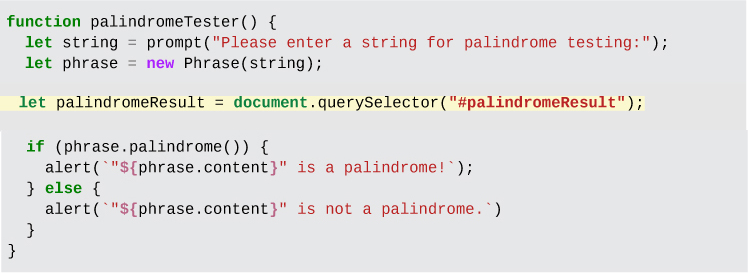 function palindromeTester() {
  let string = prompt("Please enter a string for palindrome testing:");
  let phrase = new Phrase(string);
  let palindromeResult = document.querySelector("#palindromeResult");
  if (phrase.palindrome()) {
    alert(`"${phrase.content}" is a palindrome!`);
  } else {
    alert(`"${phrase.content}" is not a palindrome.`)
  }
}